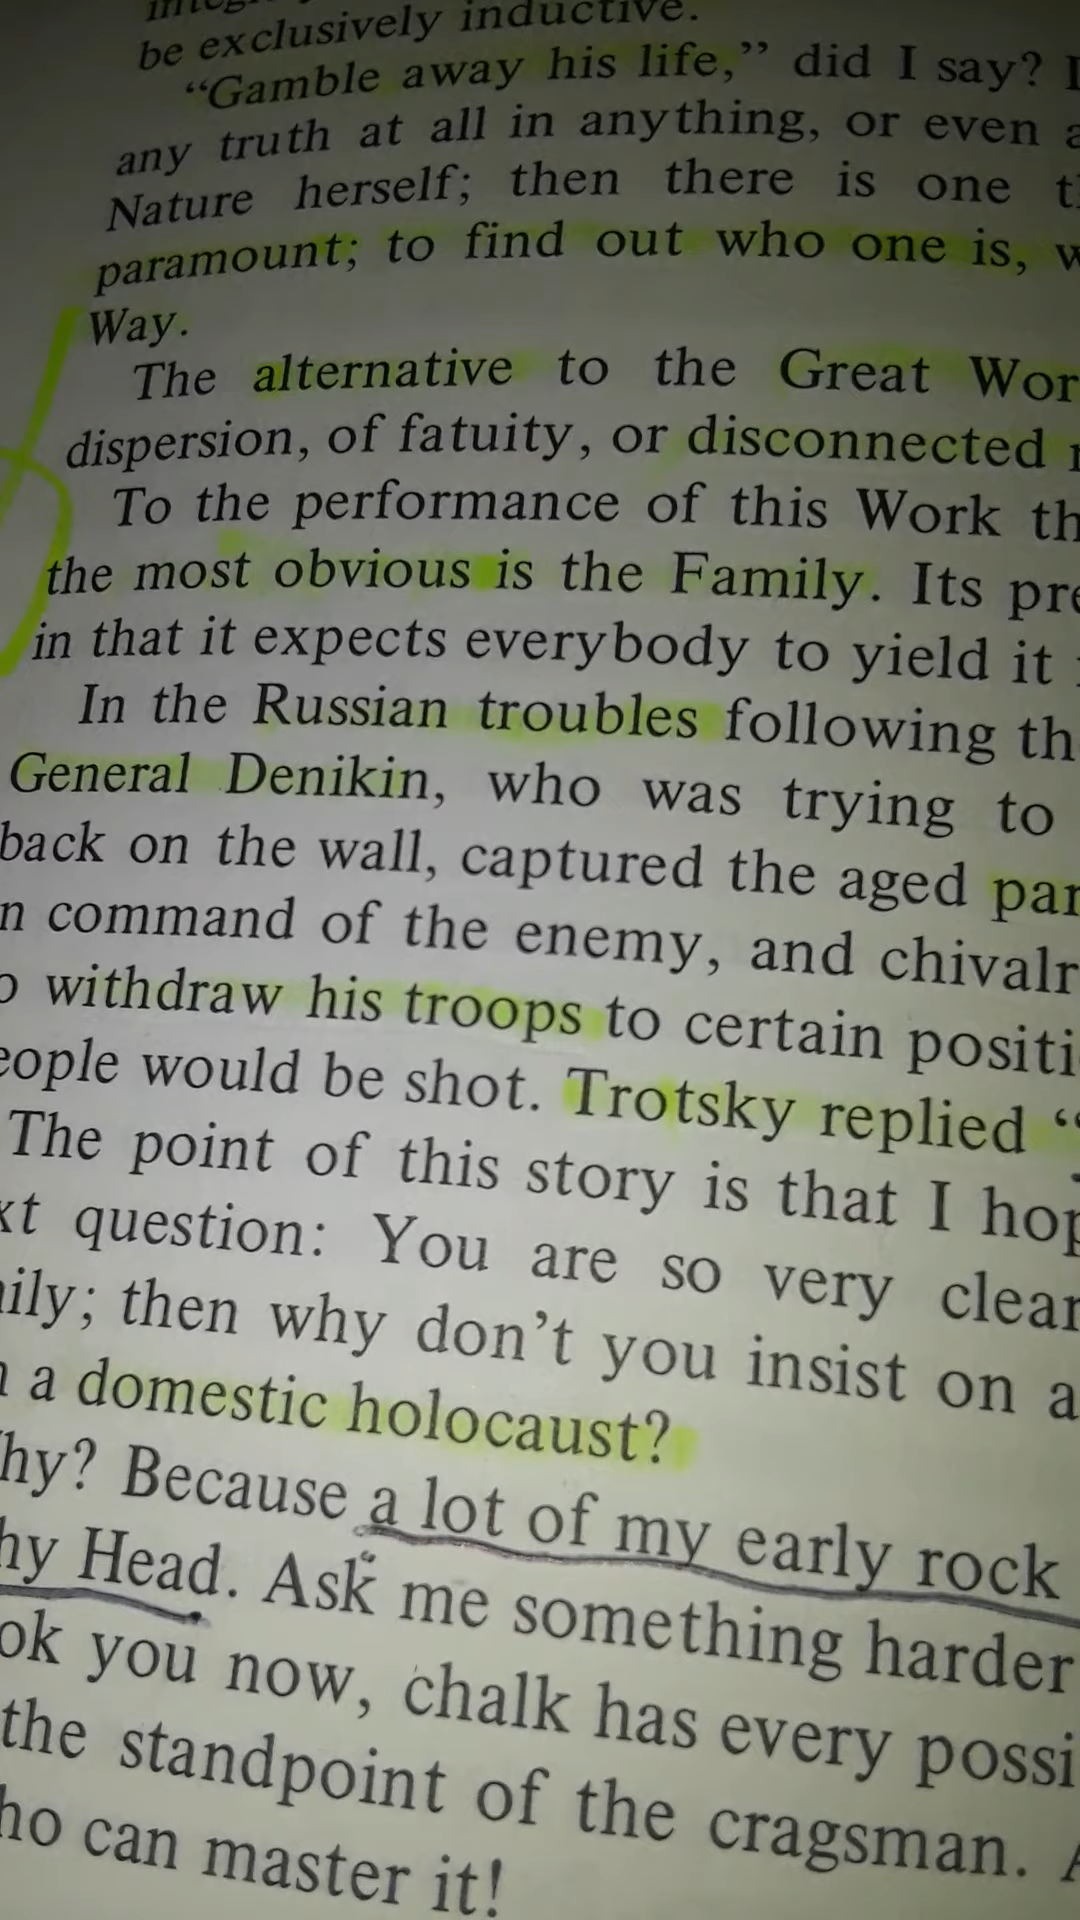 be exclusively inductive.
“Gamble away his life,” did I say?
any truth at all in anything, or even
Nature herself; then there is one
paramount; to find out who one is,
Way.
The alternative to the Great Wor
dispersion, of fatuity, or disconnected
To the performance of this Work th
the most obvious is the Family. Its pre
in that it expects everybody to yield it
In the Russian troubles following th
General Denikin, who was trying to
back on the wall, captured the aged par
n command of the enemy, and chivalr
o withdraw his troops to certain positi
eople would be shot. Trotsky replied “
The point of this story is that I hop
xt question: You are so very clear
ily; then why don’t you insist on a
a domestic holocaust?
hy? Because a lot of my early rock
hy Head. Ask me something harder
ok you now, chalk has every possi
the standpoint of the cragsman.
ho can master it!